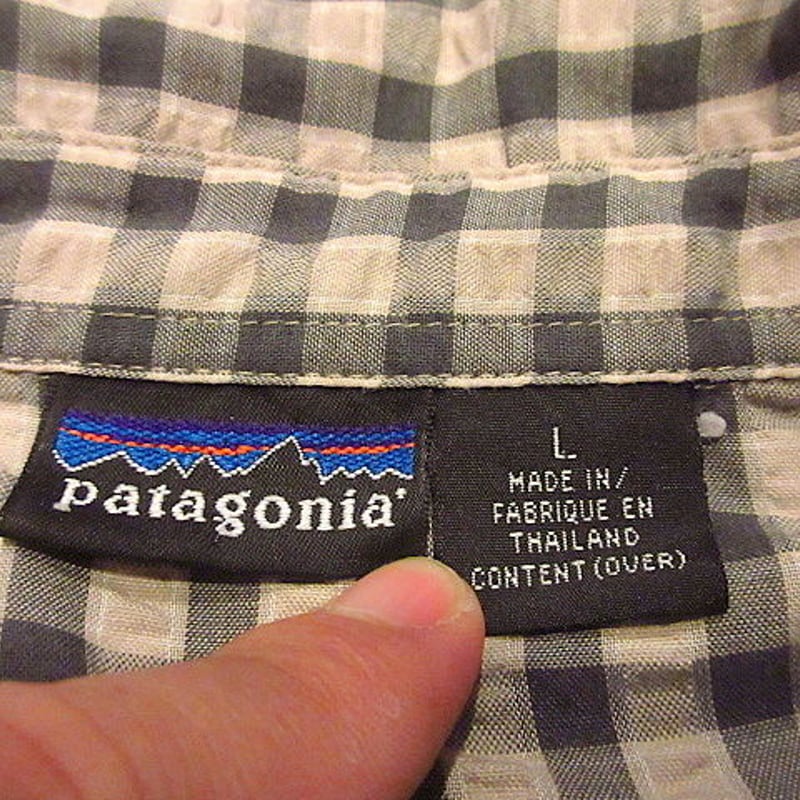 patagonia®
L
MADE IN/
FABRIQUE EN
THAILAND
CONTENT (OVER)